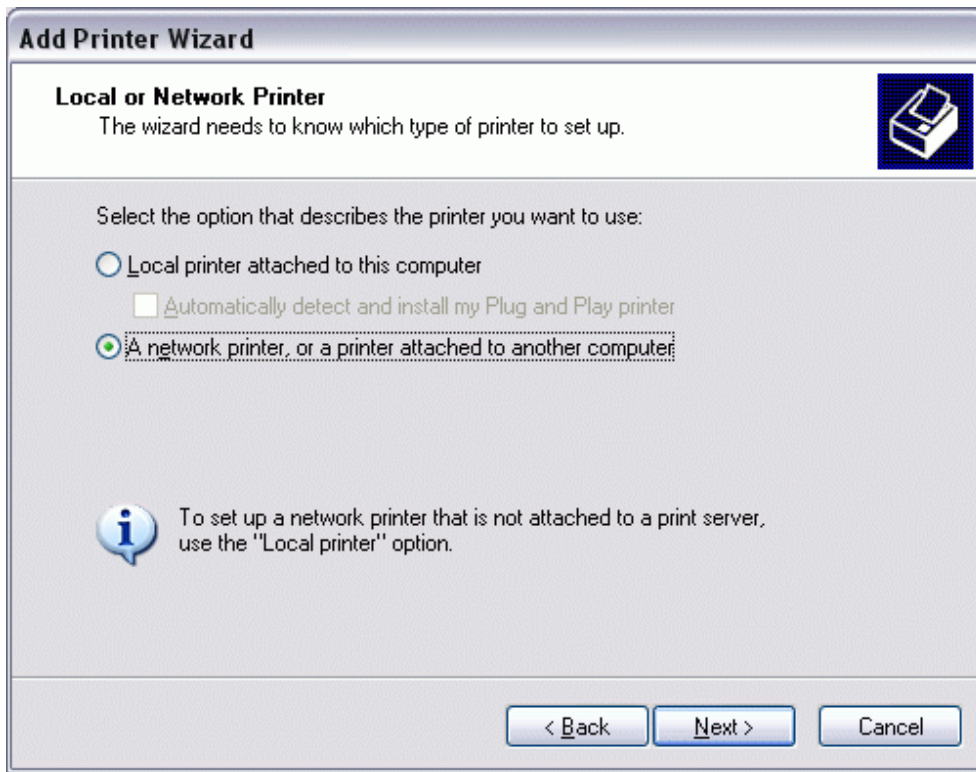 Add Printer Wizard
Local or Network Printer
The wizard needs to know which type of printer to set up.
Select the option that describes the printer you want to use:
Local printer attached to this computer
Automatically detect and install my Plug and Play printer
A network printer, or a printer attached to another computer
To set up a network printer that is not attached to a print server,
use the "Local printer" option.
< Back
Next >
Cancel